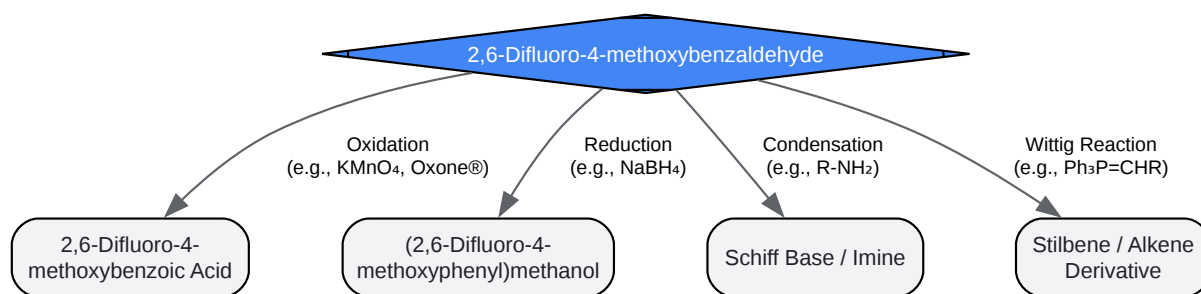 2,6-Difluoro-4-methoxybenzaldehyde
Oxidation
(e.g., KMnO₄, Oxone®)
Reduction
(e.g., NaBH₄)
Condensation
(e.g., R-NH₂)
Wittig Reaction
(e.g., Ph₃P=CHR)
2,6-Difluoro-4-
methoxybenzoic Acid
(2,6-Difluoro-4-
methoxyphenyl)methanol
Schiff Base / Imine
Stilbene / Alkene
Derivative